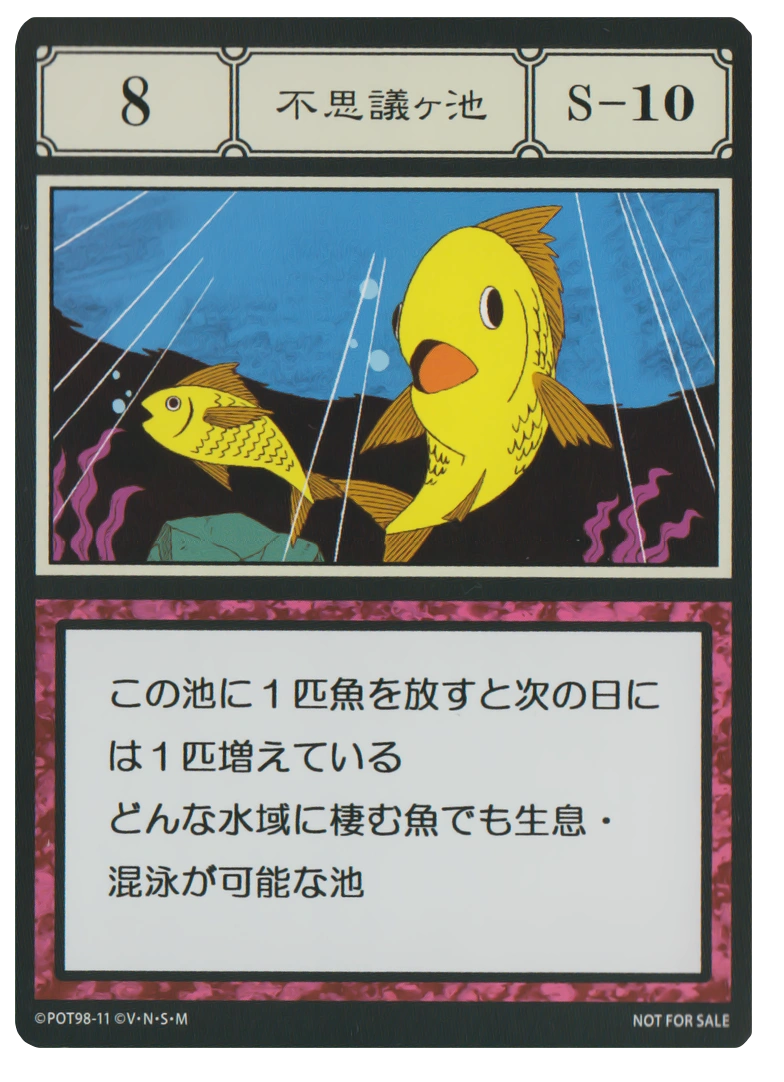 8
不思議ヶ池
S-10
この池に１匹魚を放すと次の日に
は１匹増えている
どんな水域に棲む魚でも生息・
混泳が可能な池
©POT98-11 ©V・N・S・M
NOT FOR SALE